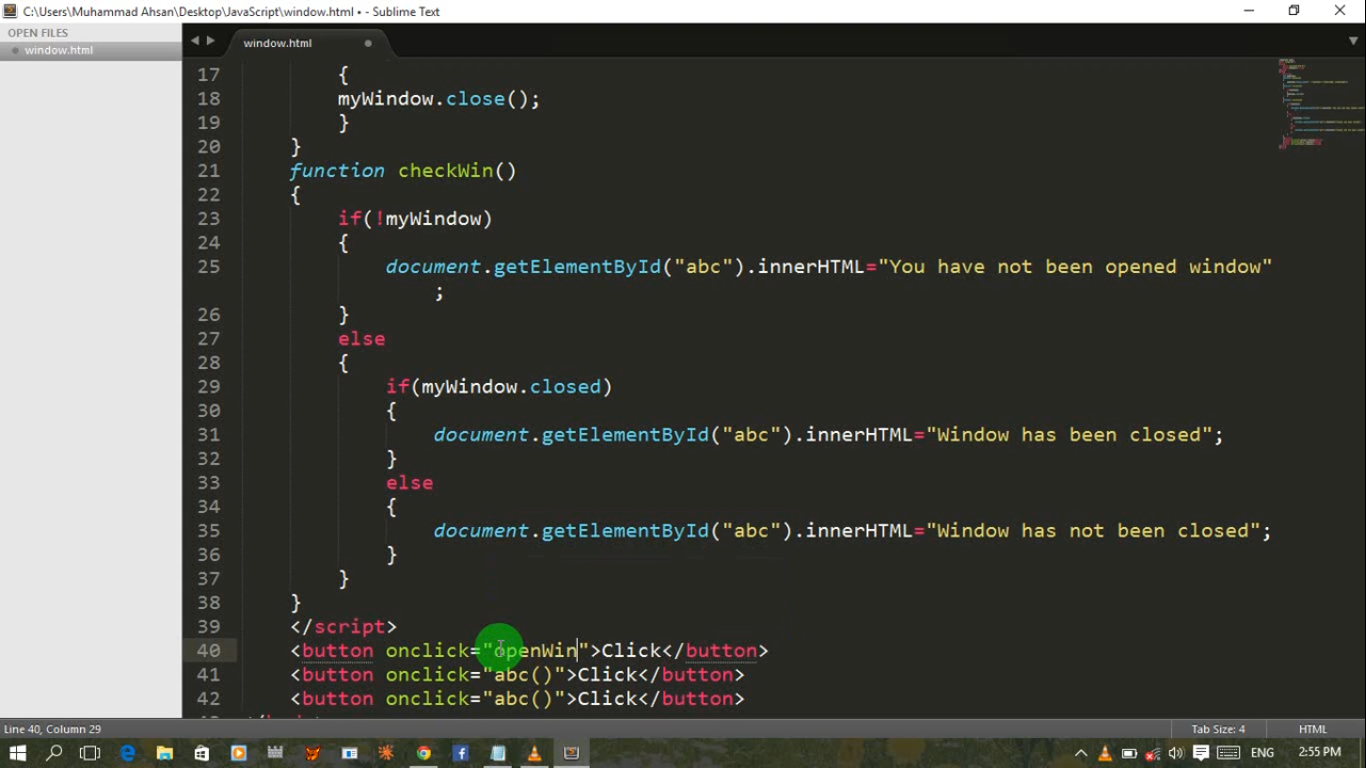 C:\Users\Muhammad Ahsan\Desktop\JavaScript\window.html • - Sublime Text
OPEN FILES
window.html
window.html
17 {
18 myWindow.close();
19 }
20 }
21 function checkWin()
22 {
23 if(!myWindow)
24 {
25 document.getElementById("abc").innerHTML="You have not been opened window"
;
26 }
27 else
28 {
29 if(myWindow.closed)
30 {
31 document.getElementById("abc").innerHTML="Window has been closed";
32 }
33 else
34 {
35 document.getElementById("abc").innerHTML="Window has not been closed";
36 }
37 }
38 }
39 </script>
40 <button onclick="openWin">Click</button>
41 <button onclick="abc()">Click</button>
42 <button onclick="abc()">Click</button>
Line 40, Column 29
Tab Size: 4
HTML
ENG
2:55 PM